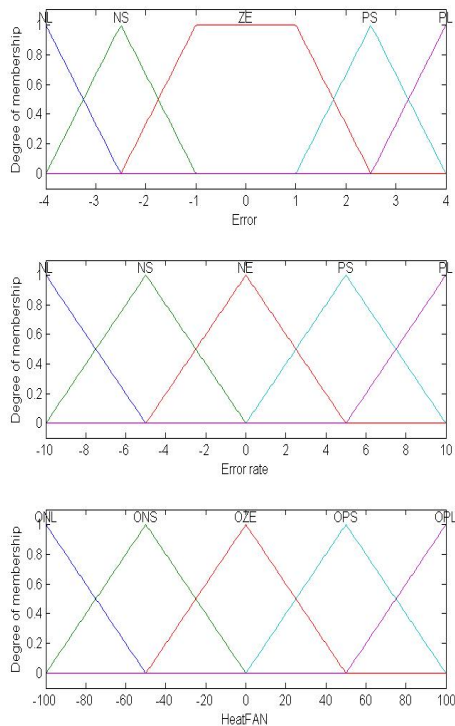 NL NS ZE PS PL
1
0.8
0.6
0.4
0.2
0
Degree of membership
-4 -3 -2 -1 0 1 2 3 4
Error
NL NS NE PS PL
1
0.8
0.6
0.4
0.2
0
Degree of membership
-10 -8 -6 -4 -2 0 2 4 6 8 10
Error rate
ONL ONS OZE OPS OPL
1
0.8
0.6
0.4
0.2
0
Degree of membership
-100 -80 -60 -40 -20 0 20 40 60 80 100
HeatFAN